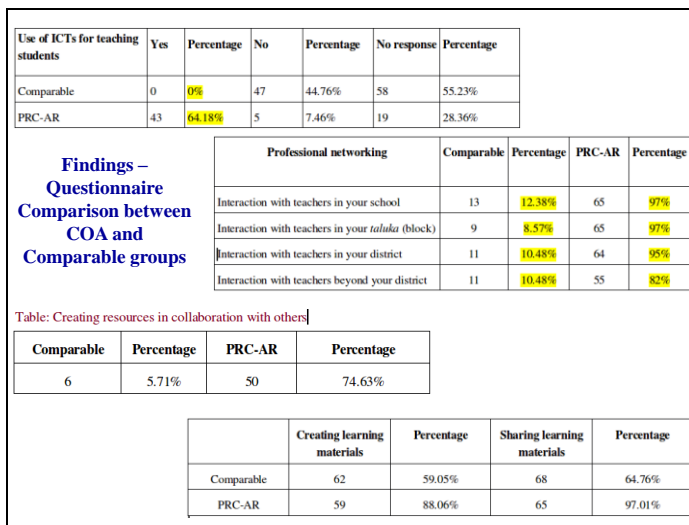 Use of ICTs for teaching students Yes Percentage No Percentage No response Percentage
Comparable 0 0% 47 44.76% 58 55.23%
PRC-AR 43 64.18% 5 7.46% 19 28.36%
Findings –
Questionnaire
Comparison between
COA and
Comparable groups
Professional networking Comparable Percentage PRC-AR Percentage
Interaction with teachers in your school 13 12.38% 65 97%
Interaction with teachers in your taluka (block) 9 8.57% 65 97%
Interaction with teachers in your district 11 10.48% 64 95%
Interaction with teachers beyond your district 11 10.48% 55 82%
Table: Creating resources in collaboration with others
Comparable Percentage PRC-AR Percentage
6 5.71% 50 74.63%
Creating learning materials Percentage Sharing learning materials Percentage
Comparable 62 59.05% 68 64.76%
PRC-AR 59 88.06% 65 97.01%